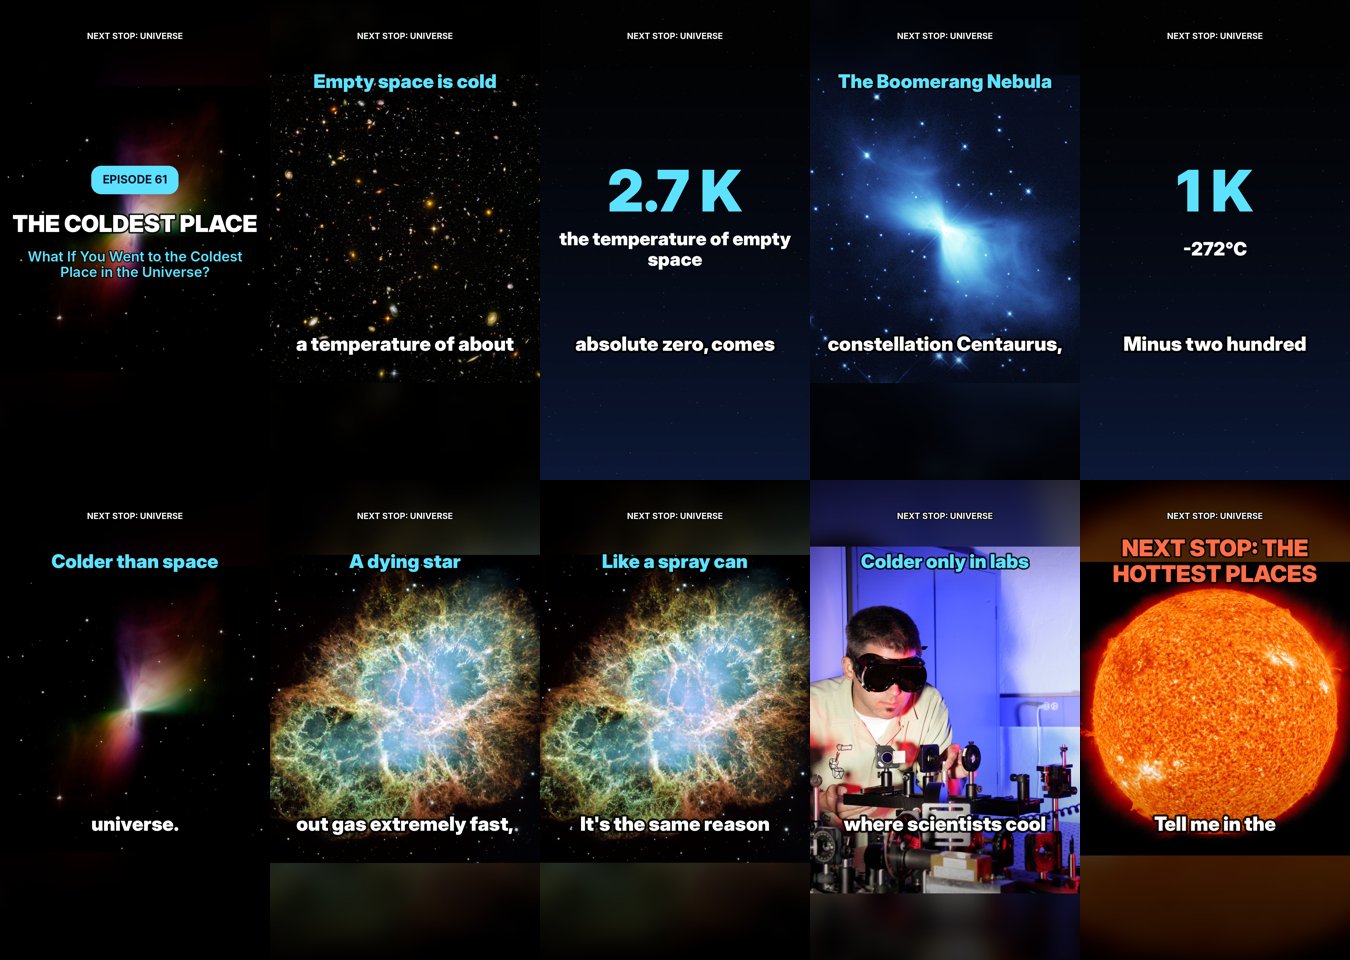 NEXT STOP: UNIVERSE
EPISODE 61
THE COLDEST PLACE
What If You Went to the Coldest
Place in the Universe?
NEXT STOP: UNIVERSE
Empty space is cold
a temperature of about
NEXT STOP: UNIVERSE
2.7 K
the temperature of empty
space
absolute zero, comes
NEXT STOP: UNIVERSE
The Boomerang Nebula
constellation Centaurus,
NEXT STOP: UNIVERSE
1 K
-272°C
Minus two hundred
NEXT STOP: UNIVERSE
Colder than space
universe.
NEXT STOP: UNIVERSE
A dying star
out gas extremely fast,
NEXT STOP: UNIVERSE
Like a spray can
It's the same reason
NEXT STOP: UNIVERSE
Colder only in labs
where scientists cool
NEXT STOP: UNIVERSE
NEXT STOP: THE
HOTTEST PLACES
Tell me in the